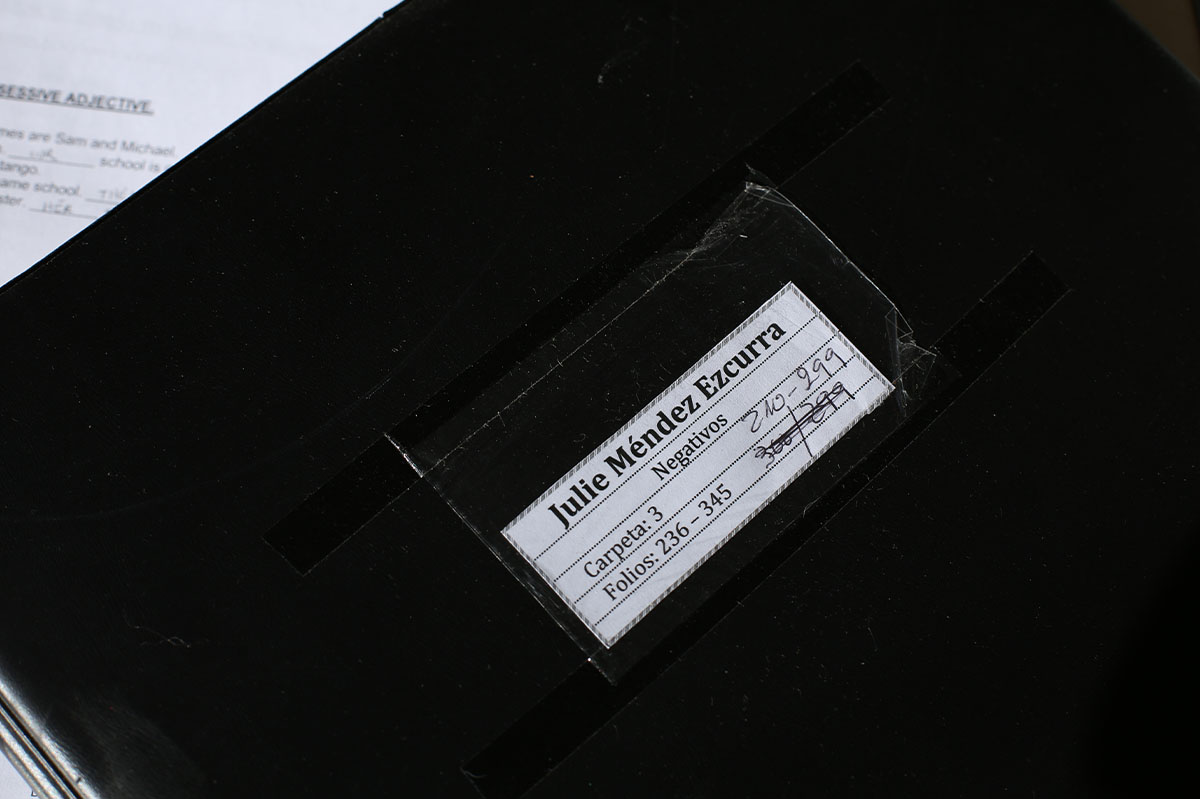 SESSIVE ADJECTIVE.
mes are Sam and Michael.
school is
tango.
ame school.
ster. HER
Julie Méndez Ezcurra
Negativos
210-299
Carpeta: 3
Folios: 236 – 345